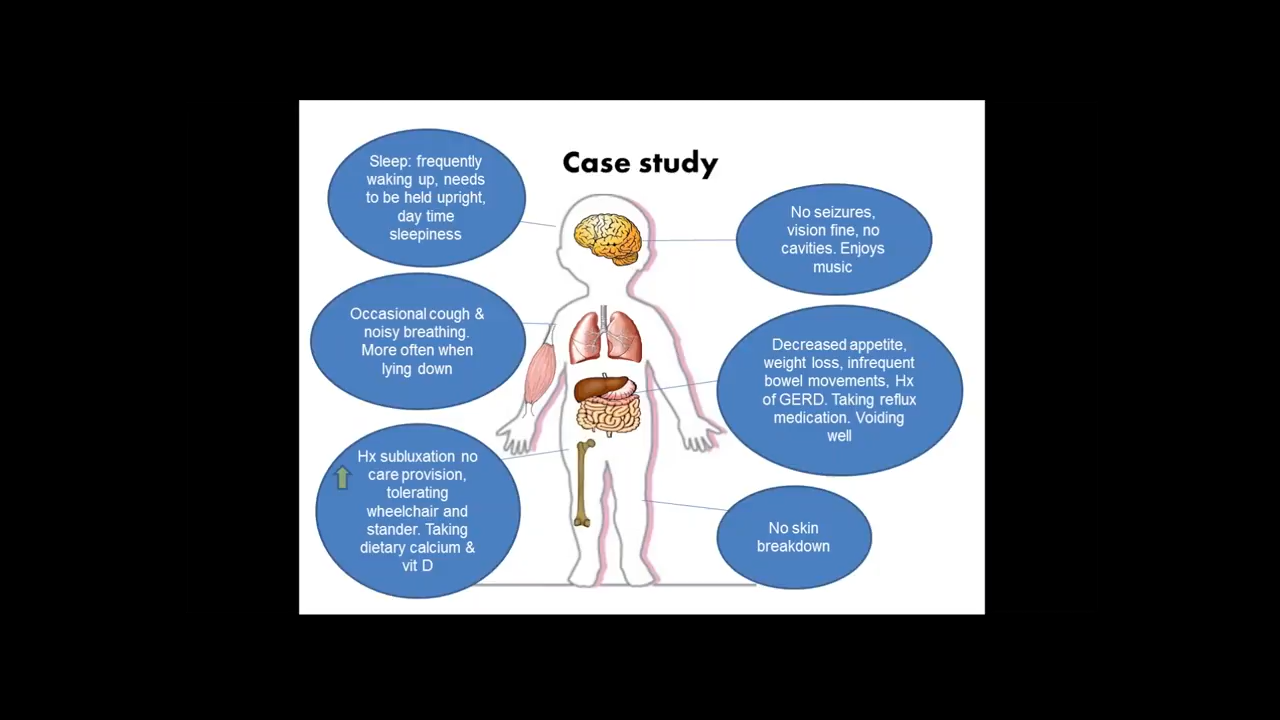 Case study
Sleep: frequently
waking up, needs
to be held upright,
day time
sleepiness
No seizures,
vision fine, no
cavities. Enjoys
music
Occasional cough &
noisy breathing.
More often when
lying down
Decreased appetite,
weight loss, infrequent
bowel movements, Hx
of GERD. Taking reflux
medication. Voiding
well
Hx subluxation no
care provision,
tolerating
wheelchair and
stander. Taking
dietary calcium &
vit D
No skin
breakdown